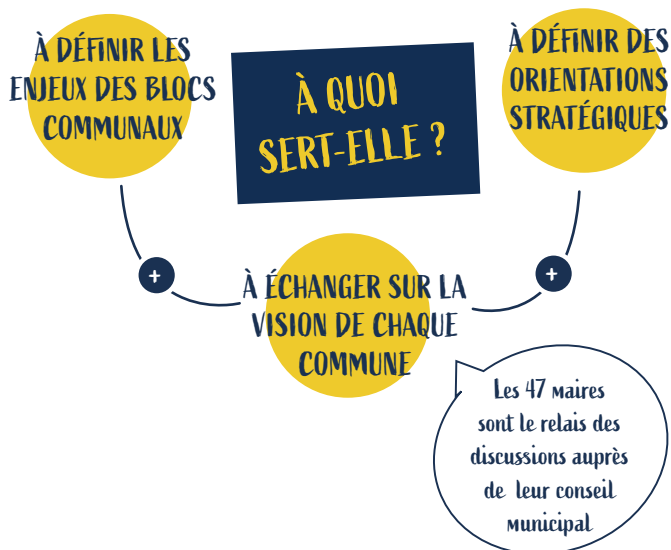 À QUOI
SERT-ELLE ?
À DÉFINIR LES
ENJEUX DES BLOCS
COMMUNAUX
+
À ÉCHANGER SUR LA
VISION DE CHAQUE
COMMUNE
+
À DÉFINIR DES
ORIENTATIONS
STRATÉGIQUES
Les 47 maires
sont le relais des
discussions auprès
de leur conseil
municipal